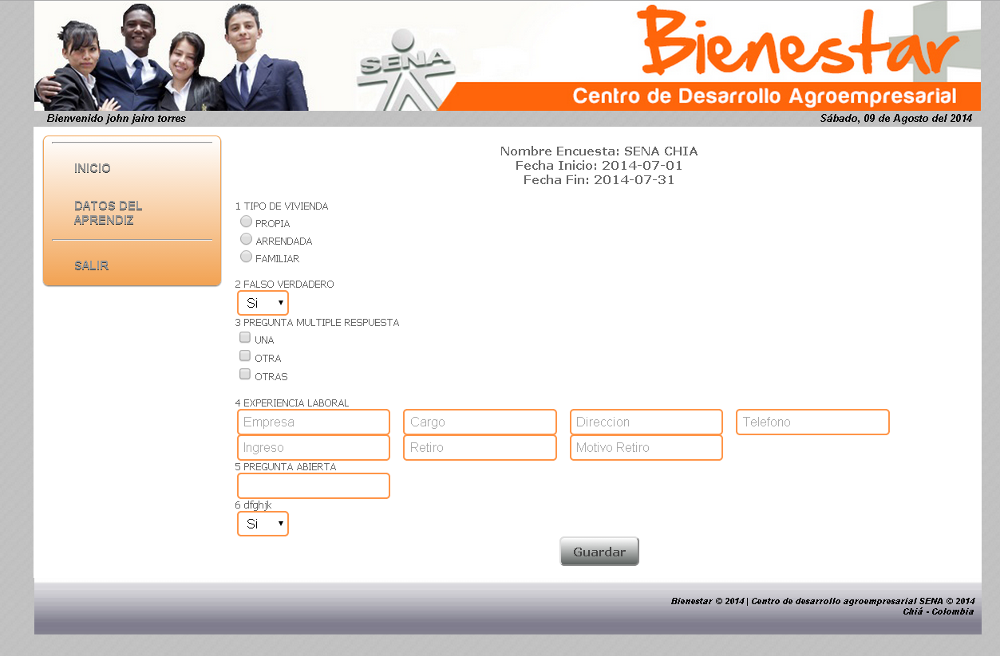 SENA
Bienestar
Centro de Desarrollo Agroempresarial
Bienvenido john jairo torres
Sábado, 09 de Agosto del 2014
INICIO
DATOS DEL
APRENDIZ
SALIR
Nombre Encuesta: SENA CHIA
Fecha Inicio: 2014-07-01
Fecha Fin: 2014-07-31
1 TIPO DE VIVIENDA
PROPIA
ARRENDADA
FAMILIAR
2 FALSO VERDADERO
Si
3 PREGUNTA MULTIPLE RESPUESTA
UNA
OTRA
OTRAS
4 EXPERIENCIA LABORAL
Empresa Cargo Direccion Telefono
Ingreso Retiro Motivo Retiro
5 PREGUNTA ABIERTA
6 dfghjk
Si
Guardar
Bienestar © 2014 | Centro de desarrollo agroempresarial SENA © 2014
Chiá - Colombia